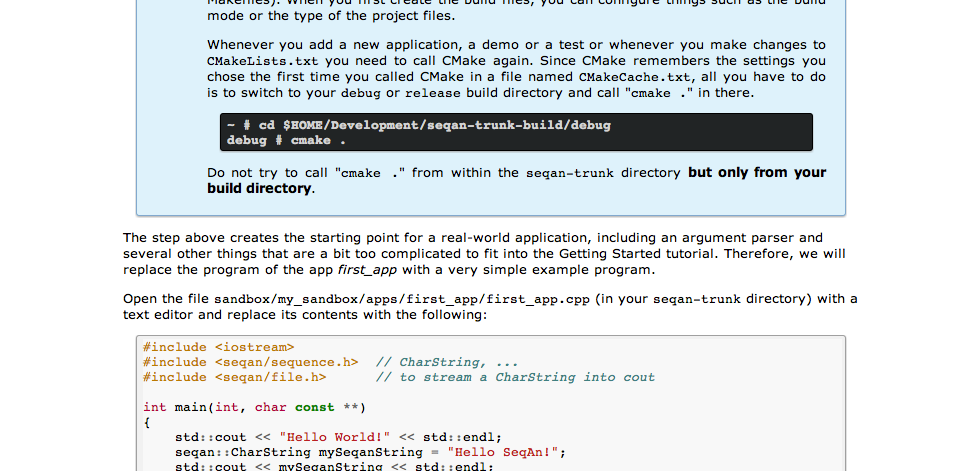 Makefiles). When you first create the build files, you can configure things such as the build
mode or the type of the project files.
Whenever you add a new application, a demo or a test or whenever you make changes to
CMakeLists.txt you need to call CMake again. Since CMake remembers the settings you
chose the first time you called CMake in a file named CMakeCache.txt, all you have to do
is to switch to your debug or release build directory and call "cmake ." in there.
~ # cd $HOME/Development/seqan-trunk-build/debug
debug # cmake .
Do not try to call "cmake ." from within the seqan-trunk directory but only from your
build directory.
The step above creates the starting point for a real-world application, including an argument parser and
several other things that are a bit too complicated to fit into the Getting Started tutorial. Therefore, we will
replace the program of the app first_app with a very simple example program.
Open the file sandbox/my_sandbox/apps/first_app/first_app.cpp (in your seqan-trunk directory) with a
text editor and replace its contents with the following:
#include <iostream>
#include <seqan/sequence.h>  // CharString, ...
#include <seqan/file.h>      // to stream a CharString into cout
int main(int, char const **)
{
    std::cout << "Hello World!" << std::endl;
    seqan::CharString mySeqanString = "Hello SeqAn!";
    std::cout << mySeqanString << std::endl;